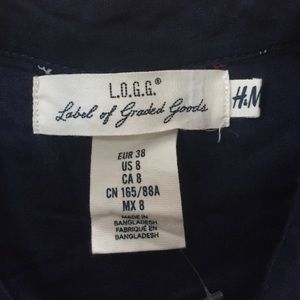 L.O.G.G.
Label of Graded Goods
H&M
EUR 38
US 8
CA 8
CN 165/88A
MX 8
MADE IN
BANGLADESH
FABRIQUÉ EN
BANGLADESH